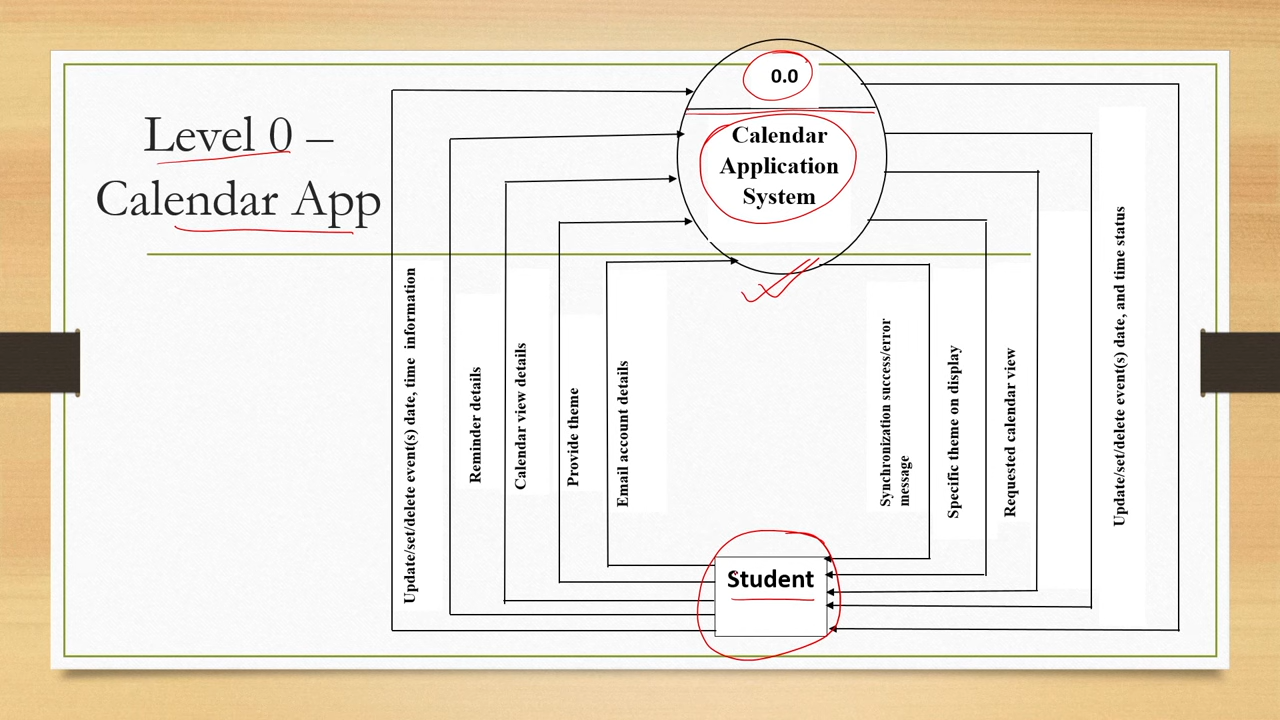 Level 0 –
Calendar App
0.0
Calendar
Application
System
Update/set/delete event(s) date, time information
Reminder details
Calendar view details
Provide theme
Email account details
Synchronization success/error
message
Specific theme on display
Requested calendar view
Update/set/delete event(s) date, and time status
Student